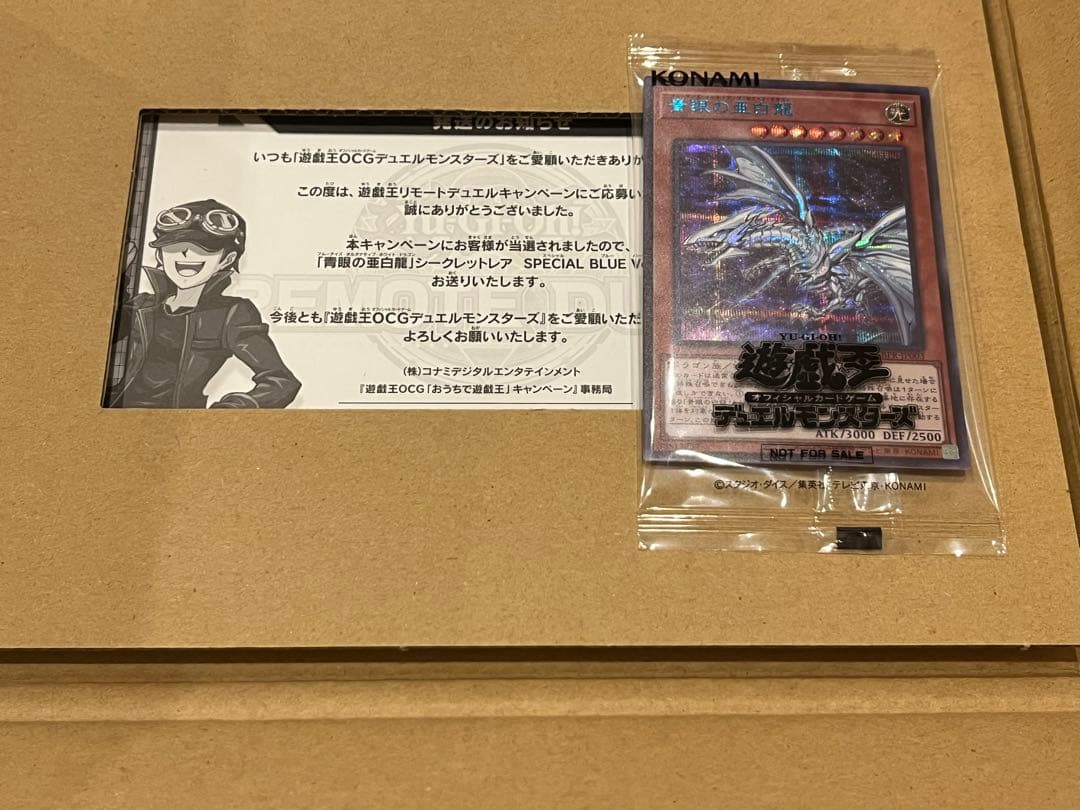 発送のお知らせ
いつも「遊戯王OCGデュエルモンスターズ」をご愛顧いただきありが
この度は、遊戯王リモートデュエルキャンペーンにご応募い
誠にありがとうございました。
本キャンペーンにお客様が当選されましたので、
「青眼の亜白龍」シークレットレア SPECIAL BLUE Ve
お送りいたします。
今後とも『遊戯王OCGデュエルモンスターズ』をご愛顧いただ
よろしくお願いいたします。
(株)コナミデジタルエンタテインメント
『遊戯王OCG「おうちで遊戯王」キャンペーン』事務局
Yu-Gi-Oh!
REMOTE DU
KONAMI
青眼の亜白龍
光
YU-GI-OH!
遊戯王
オフィシャルカードゲーム
デュエルモンスターズ
ATK/3000 DEF/2500
NOT FOR SALE
©スタジオ・ダイス/集英社・テレビ東京・KONAMI